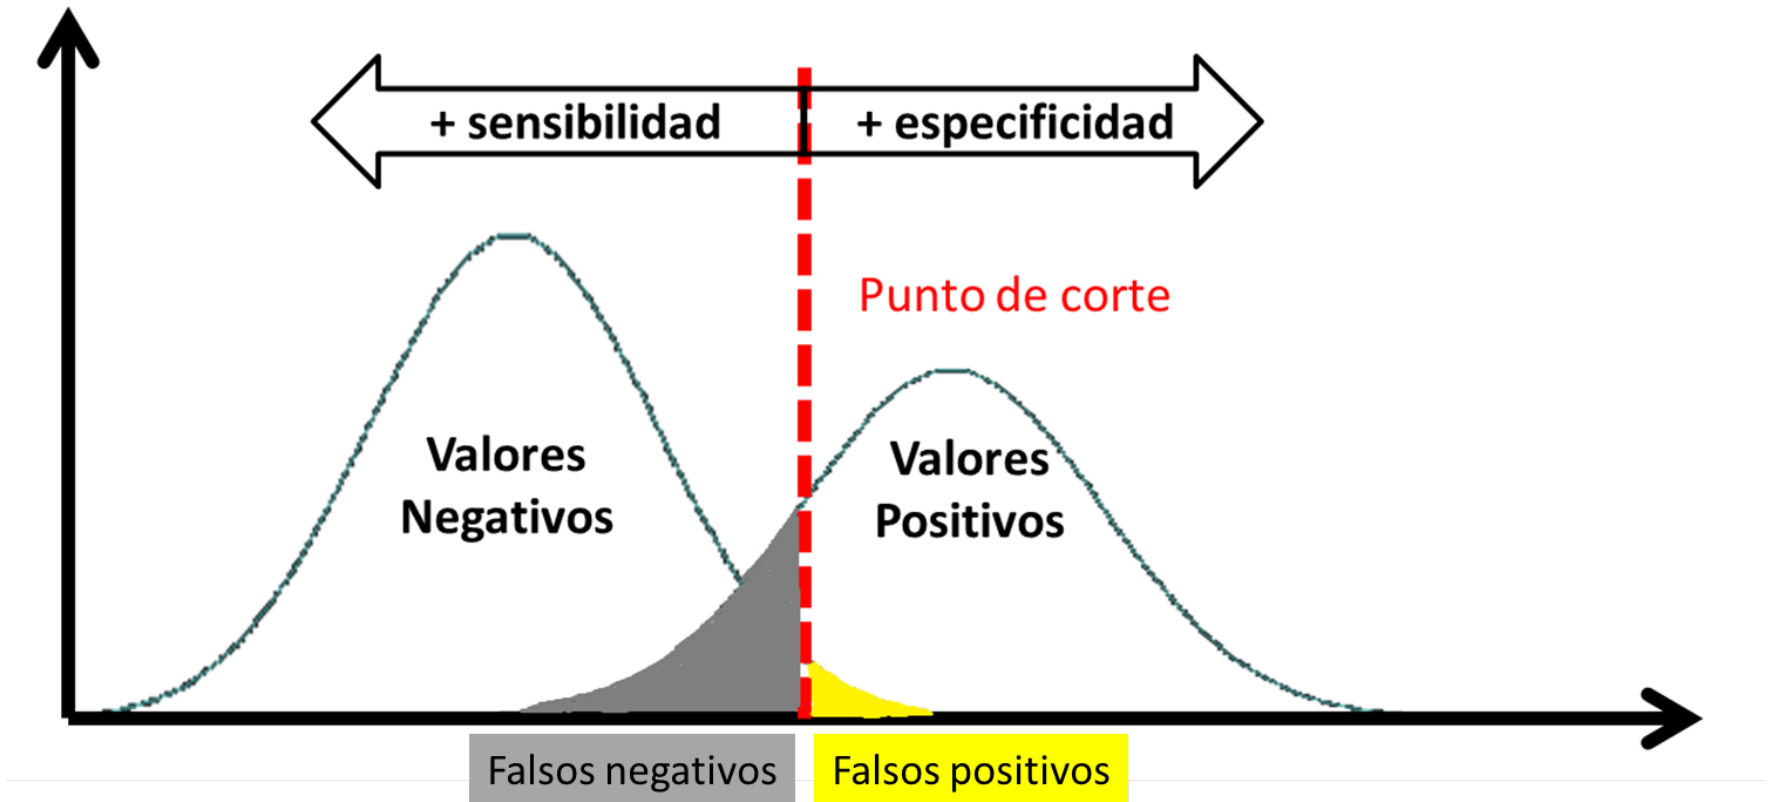 + sensibilidad
+ especificidad
Punto de corte
Valores
Negativos
Valores
Positivos
Falsos negativos
Falsos positivos